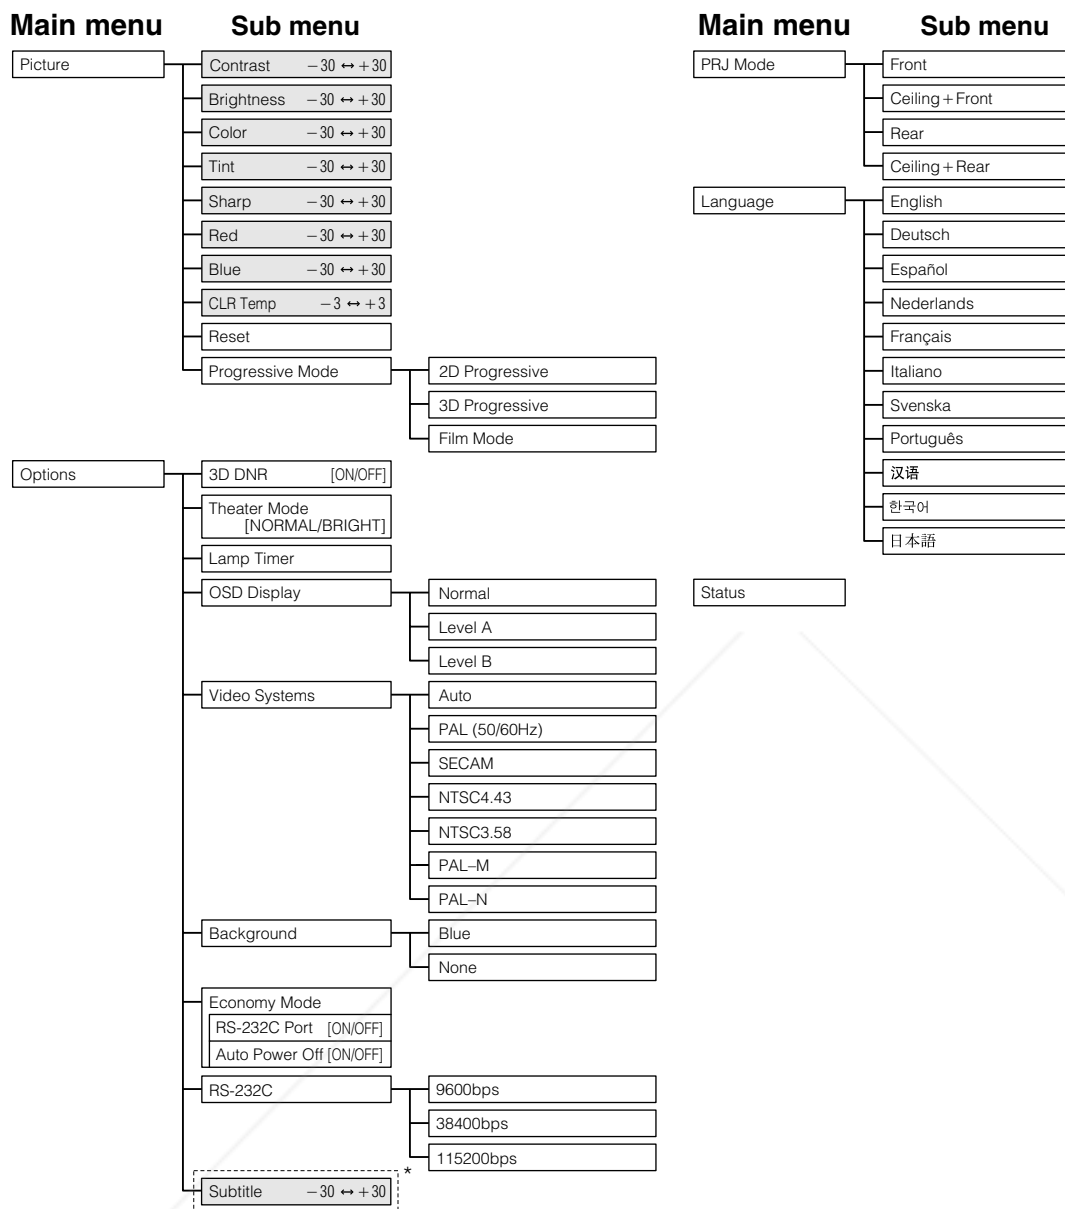 Main menu
Sub menu
Picture
Contrast −30 ↔ +30
Brightness −30 ↔ +30
Color −30 ↔ +30
Tint −30 ↔ +30
Sharp −30 ↔ +30
Red −30 ↔ +30
Blue −30 ↔ +30
CLR Temp −3 ↔ +3
Reset
Progressive Mode
2D Progressive
3D Progressive
Film Mode
Options
3D DNR [ON/OFF]
Theater Mode
[NORMAL/BRIGHT]
Lamp Timer
OSD Display
Normal
Level A
Level B
Video Systems
Auto
PAL (50/60Hz)
SECAM
NTSC4.43
NTSC3.58
PAL–M
PAL–N
Background
Blue
None
Economy Mode
RS-232C Port [ON/OFF]
Auto Power Off [ON/OFF]
RS-232C
9600bps
38400bps
115200bps
Subtitle −30 ↔ +30
*
Main menu
Sub menu
PRJ Mode
Front
Ceiling+Front
Rear
Ceiling+Rear
Language
English
Deutsch
Español
Nederlands
Français
Italiano
Svenska
Português
汉语
한국어
日本語
Status